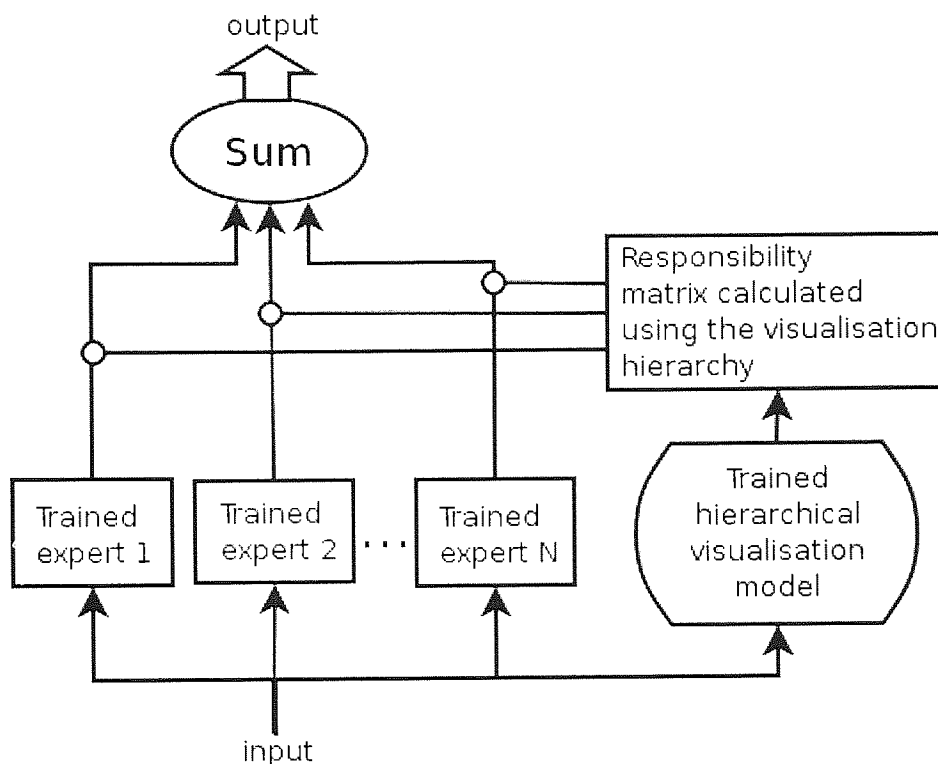 output
Sum
Responsibility
matrix calculated
using the visualisation
hierarchy
Trained
expert 1
Trained
expert 2
...
Trained
expert N
Trained
hierarchical
visualisation
model
input